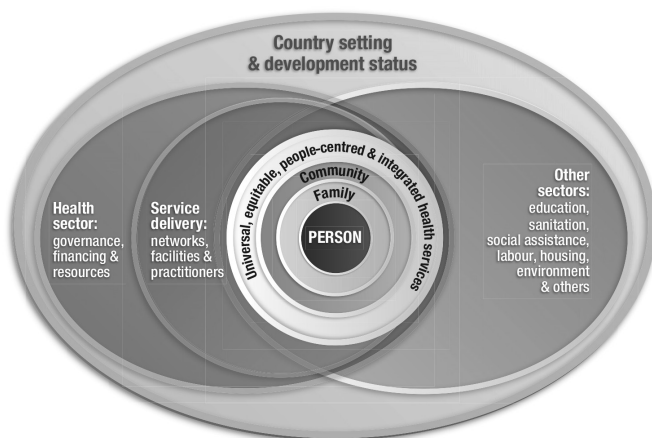 Country setting
& development status
Universal, equitable, people-centred & integrated health services
Community
Family
PERSON
Health
sector:
governance,
financing &
resources
Service
delivery:
networks,
facilities &
practitioners
Other
sectors:
education,
sanitation,
social assistance,
labour, housing,
environment
& others